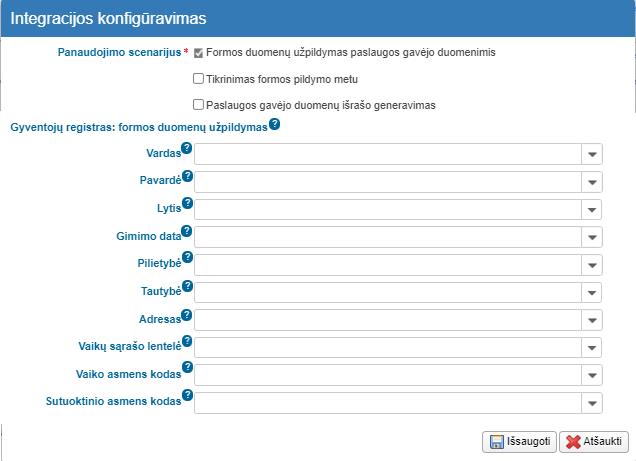 Integracijos konfigūravimas
Panaudojimo scenarijus * Formos duomenų užpildymas paslaugos gavėjo duomenimis
Tikrinimas formos pildymo metu
Paslaugos gavėjo duomenų išrašo generavimas
Gyventojų registras: formos duomenų užpildymas ?
Vardas ?
Pavardė ?
Lytis ?
Gimimo data ?
Pilietybė ?
Tautybė ?
Adresas ?
Vaikų sąrašo lentelė ?
Vaiko asmens kodas ?
Sutuoktinio asmens kodas ?
Išsaugoti Atšaukti